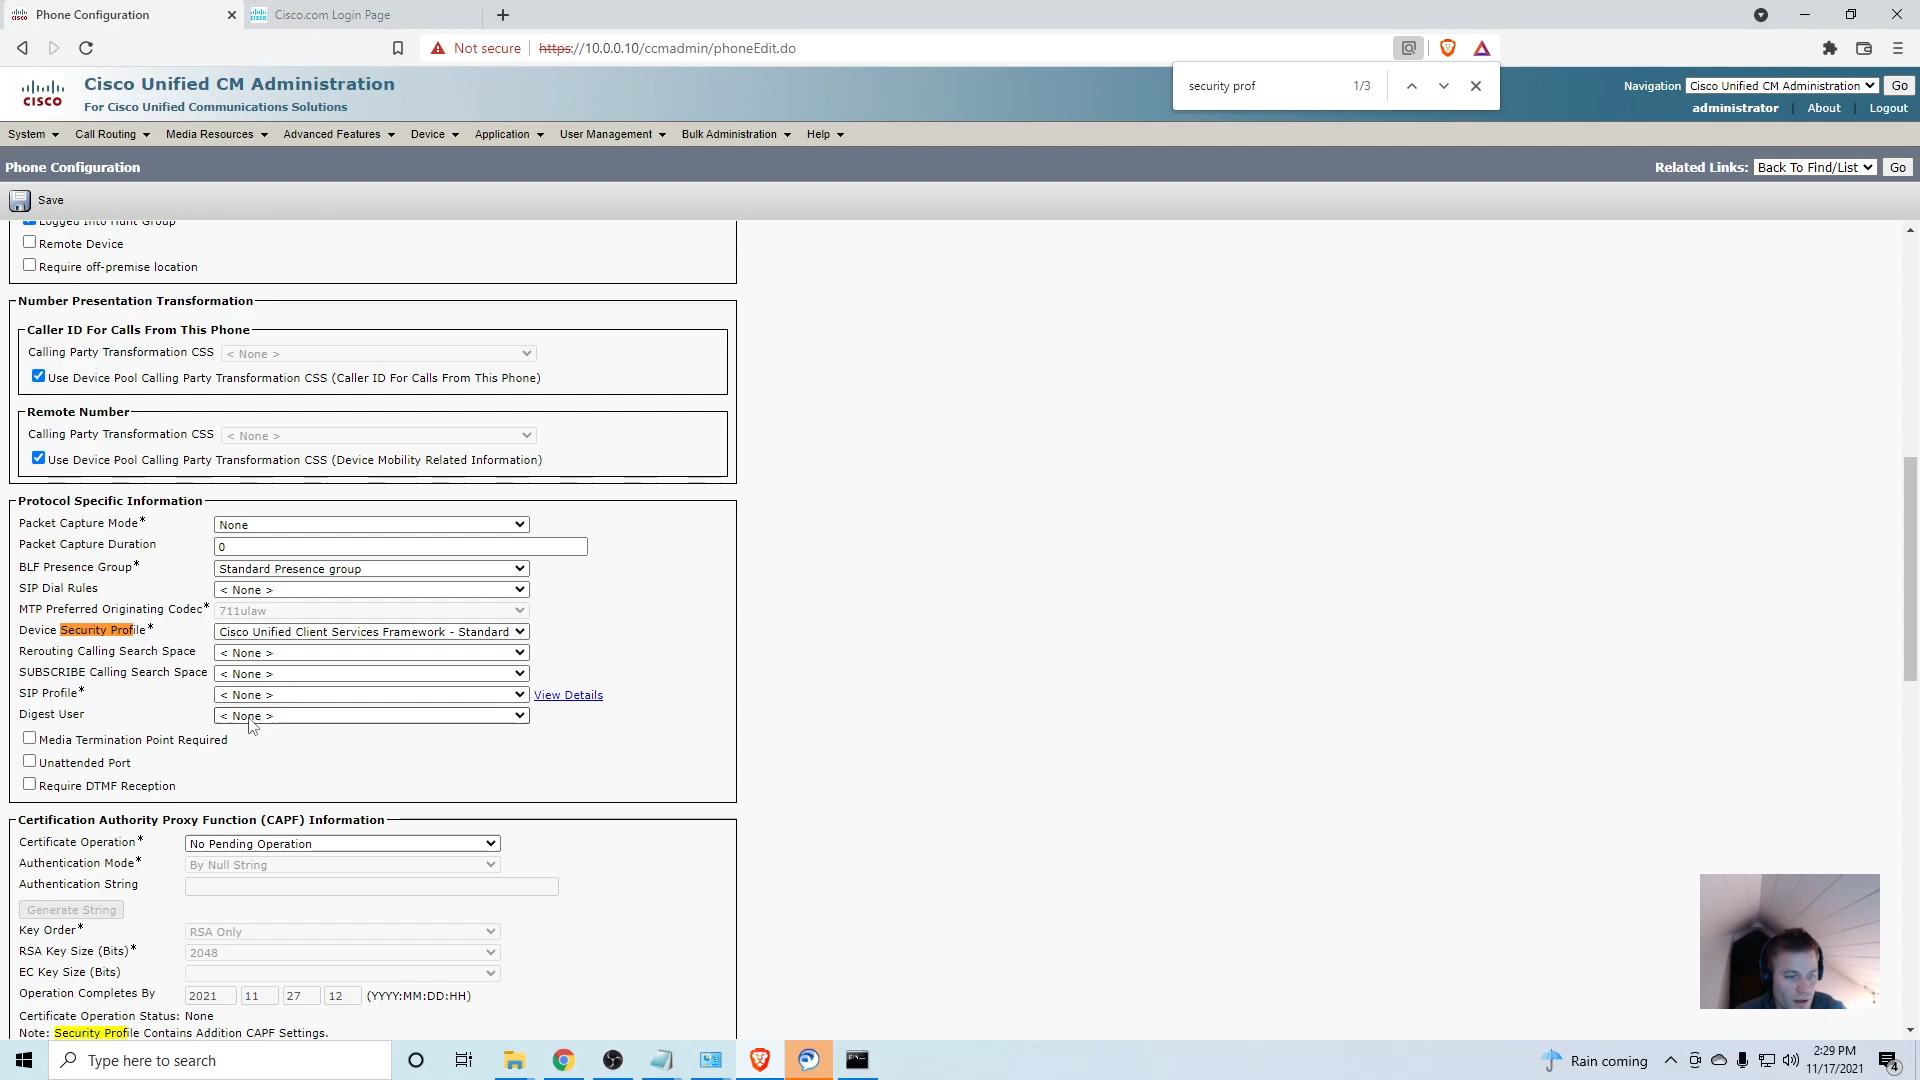 Phone Configuration
Cisco.com Login Page
Not secure
https://10.0.0.10/ccmadmin/phoneEdit.do
security prof
1/3
CISCO
Cisco Unified CM Administration
For Cisco Unified Communications Solutions
Navigation Cisco Unified CM Administration Go
administrator About Logout
System Call Routing Media Resources Advanced Features Device Application User Management Bulk Administration Help
Phone Configuration
Related Links: Back To Find/List Go
Save
Logged Into Hunt Group
Remote Device
Require off-premise location
Number Presentation Transformation
Caller ID For Calls From This Phone
Calling Party Transformation CSS < None >
Use Device Pool Calling Party Transformation CSS (Caller ID For Calls From This Phone)
Remote Number
Calling Party Transformation CSS < None >
Use Device Pool Calling Party Transformation CSS (Device Mobility Related Information)
Protocol Specific Information
Packet Capture Mode* None
Packet Capture Duration 0
BLF Presence Group* Standard Presence group
SIP Dial Rules < None >
MTP Preferred Originating Codec* 711ulaw
Device Security Profile* Cisco Unified Client Services Framework - Standard
Rerouting Calling Search Space < None >
SUBSCRIBE Calling Search Space < None >
SIP Profile* < None > View Details
Digest User < None >
Media Termination Point Required
Unattended Port
Require DTMF Reception
Certification Authority Proxy Function (CAPF) Information
Certificate Operation* No Pending Operation
Authentication Mode* By Null String
Authentication String
Generate String
Key Order* RSA Only
RSA Key Size (Bits)* 2048
EC Key Size (Bits)
Operation Completes By 2021 11 27 12 (YYYY:MM:DD:HH)
Certificate Operation Status: None
Note: Security Profile Contains Addition CAPF Settings.
Type here to search
Rain coming
2:29 PM
11/17/2021
4